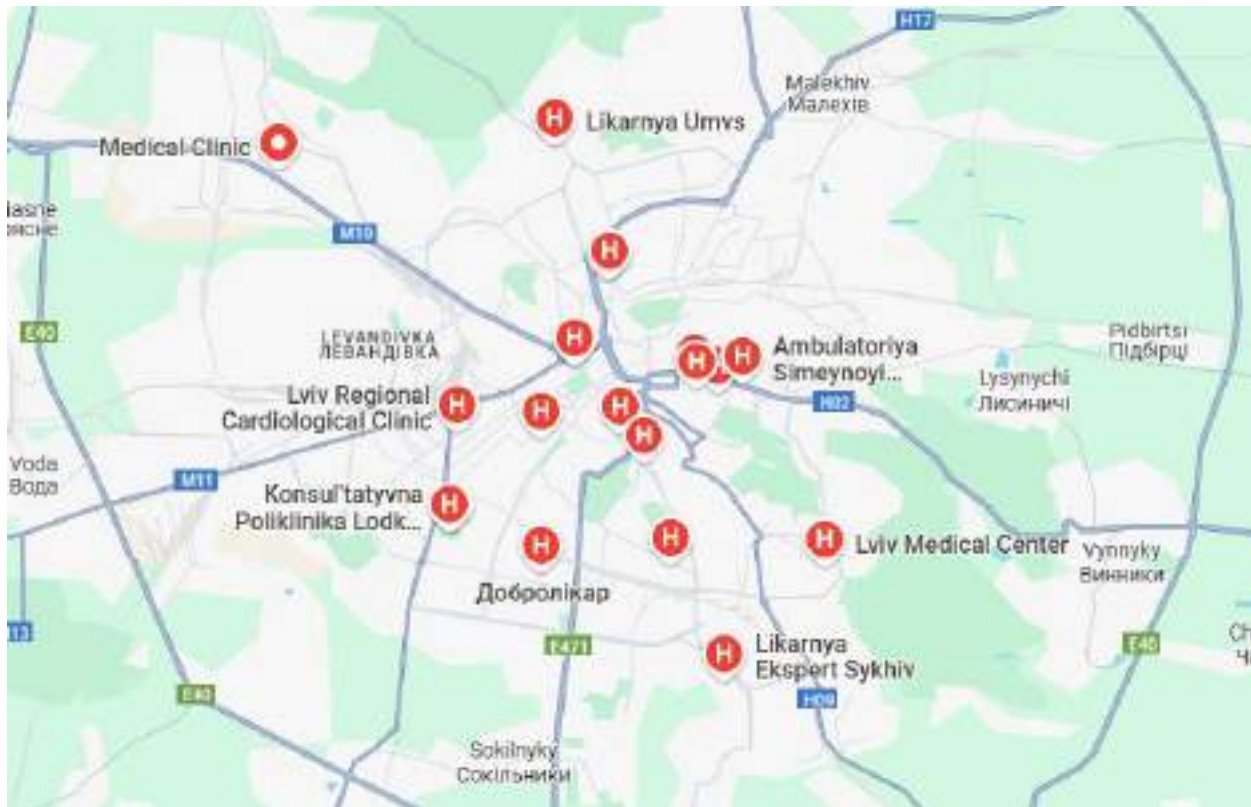 H17
Malekhiv
Малехів
Likarnya Umvs
Medical Clinic
M10
E40
LEVANDIVKA
ЛЕВАНДІВКА
Pidbirtsi
Підбірці
Ambulatoriya
Simeynoyi...
Lysynychi
Лисиничі
Lviv Regional
Cardiological Clinic
H02
Voda
Вода
M11
Konsul'tatyvna
Poliklinika Lodk...
Lviv Medical Center
Vynnyky
Винники
Добролікар
E471
Likarnya
Ekspert Sykhiv
E40
13
E40
H09
Sokilnyky
Сокільники
H
H
H
H
H
H
H
H
H
H
H
H
H